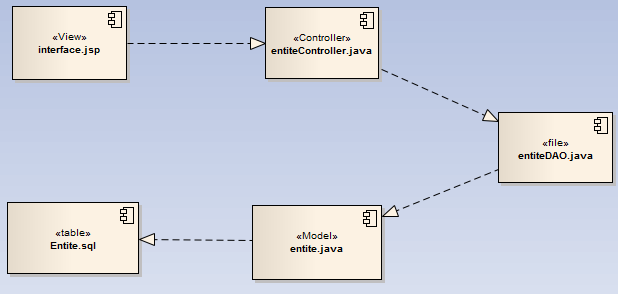 «View»
interface.jsp
«Controller»
entiteController.java
«file»
entiteDAO.java
«table»
Entite.sql
«Model»
entite.java